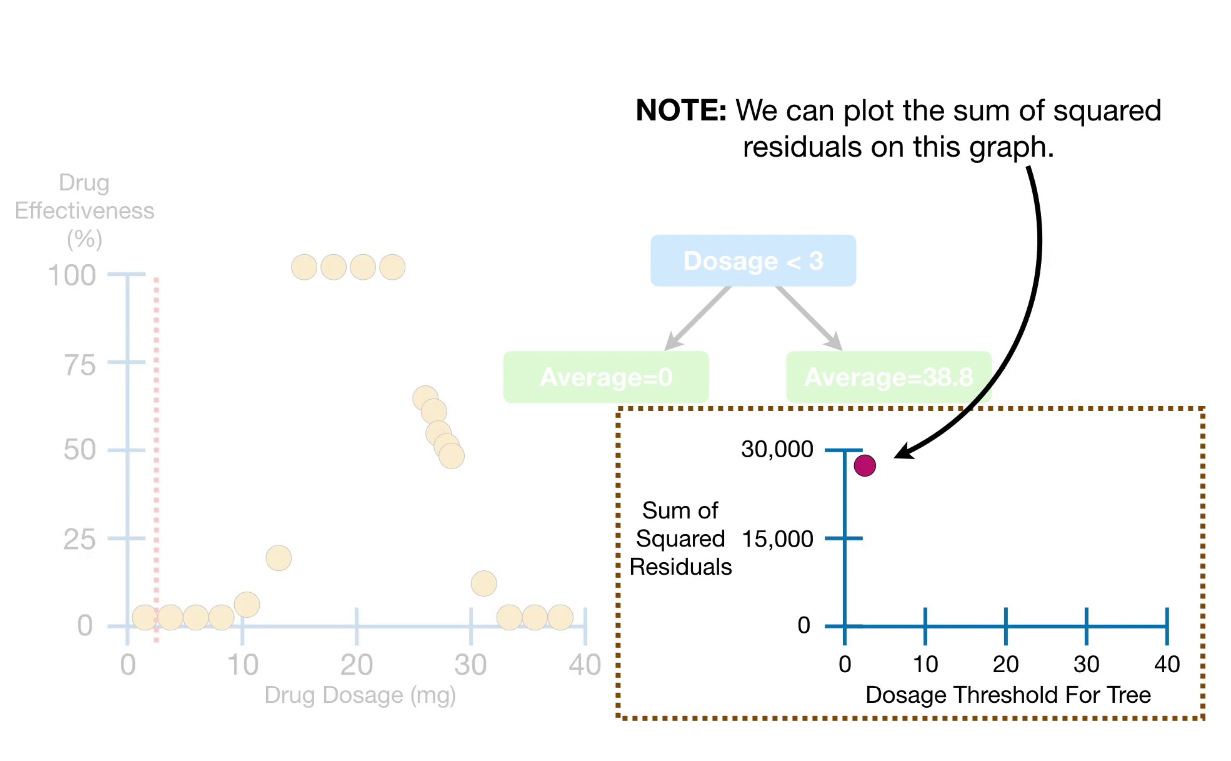 NOTE: We can plot the sum of squared
residuals on this graph.
Drug
Effectiveness
(%)
100
75
50
25
0
0 10 20 30 40
Drug Dosage (mg)
Dosage < 3
Average=0
Average=38.8
30,000
15,000
0
Sum of
Squared
Residuals
0 10 20 30 40
Dosage Threshold For Tree